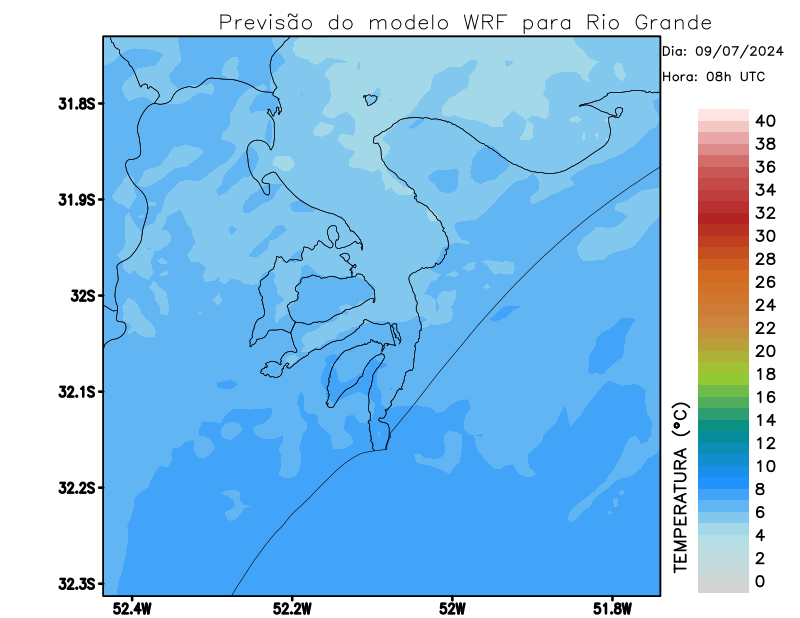 Previsão do modelo WRF para Rio Grande
Dia: 09/07/2024
Hora: 08h UTC
31.8S
31.9S
32S
32.1S
32.2S
32.3S
52.4W
52.2W
52W
51.8W
TEMPERATURA (°C)
40
38
36
34
32
30
28
26
24
22
20
18
16
14
12
10
8
6
4
2
0